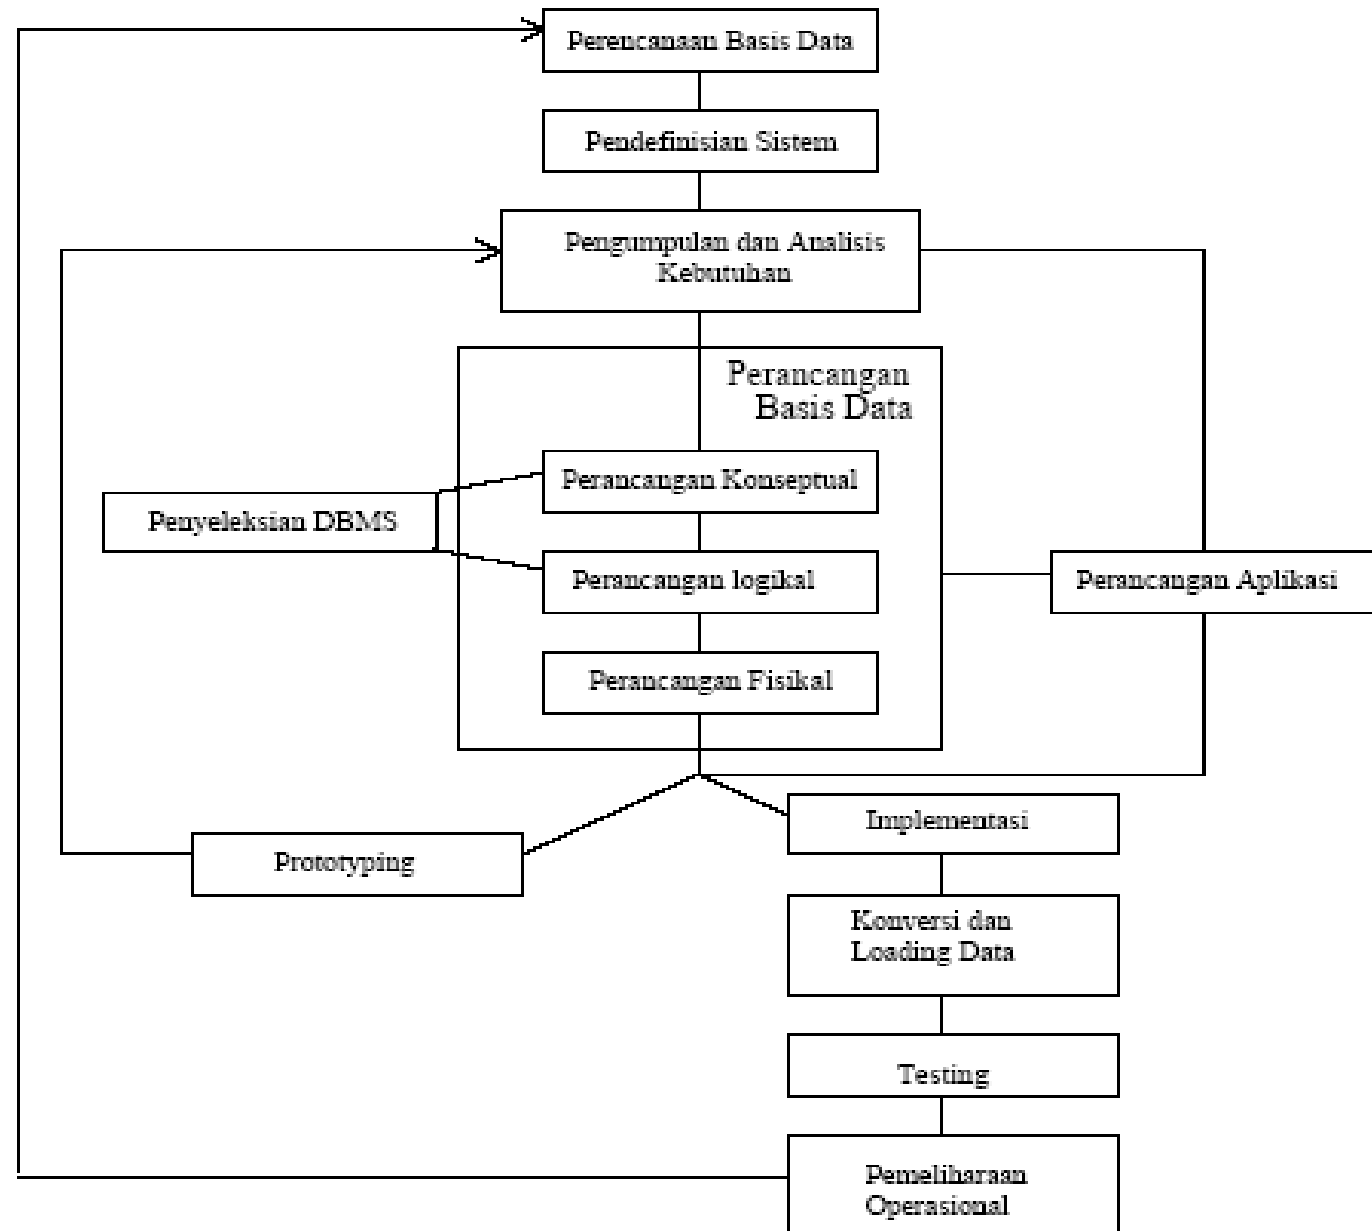 Perencanaan Basis Data
Pendefinisian Sistem
Pengumpulan dan Analisis
Kebutuhan
Perancangan
Basis Data
Perancangan Konseptual
Penyeleksian DBMS
Perancangan logikal
Perancangan Aplikasi
Perancangan Fisikal
Implementasi
Prototyping
Konversi dan
Loading Data
Testing
Pemeliharaan
Operasional